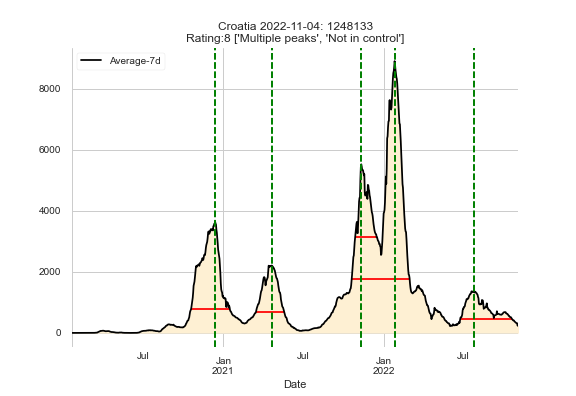 Croatia 2022-11-04: 1248133
Rating:8 ['Multiple peaks', 'Not in control']
Average-7d
8000
6000
4000
2000
0
Jul
Jan
2021
Jul
Jan
2022
Jul
Date